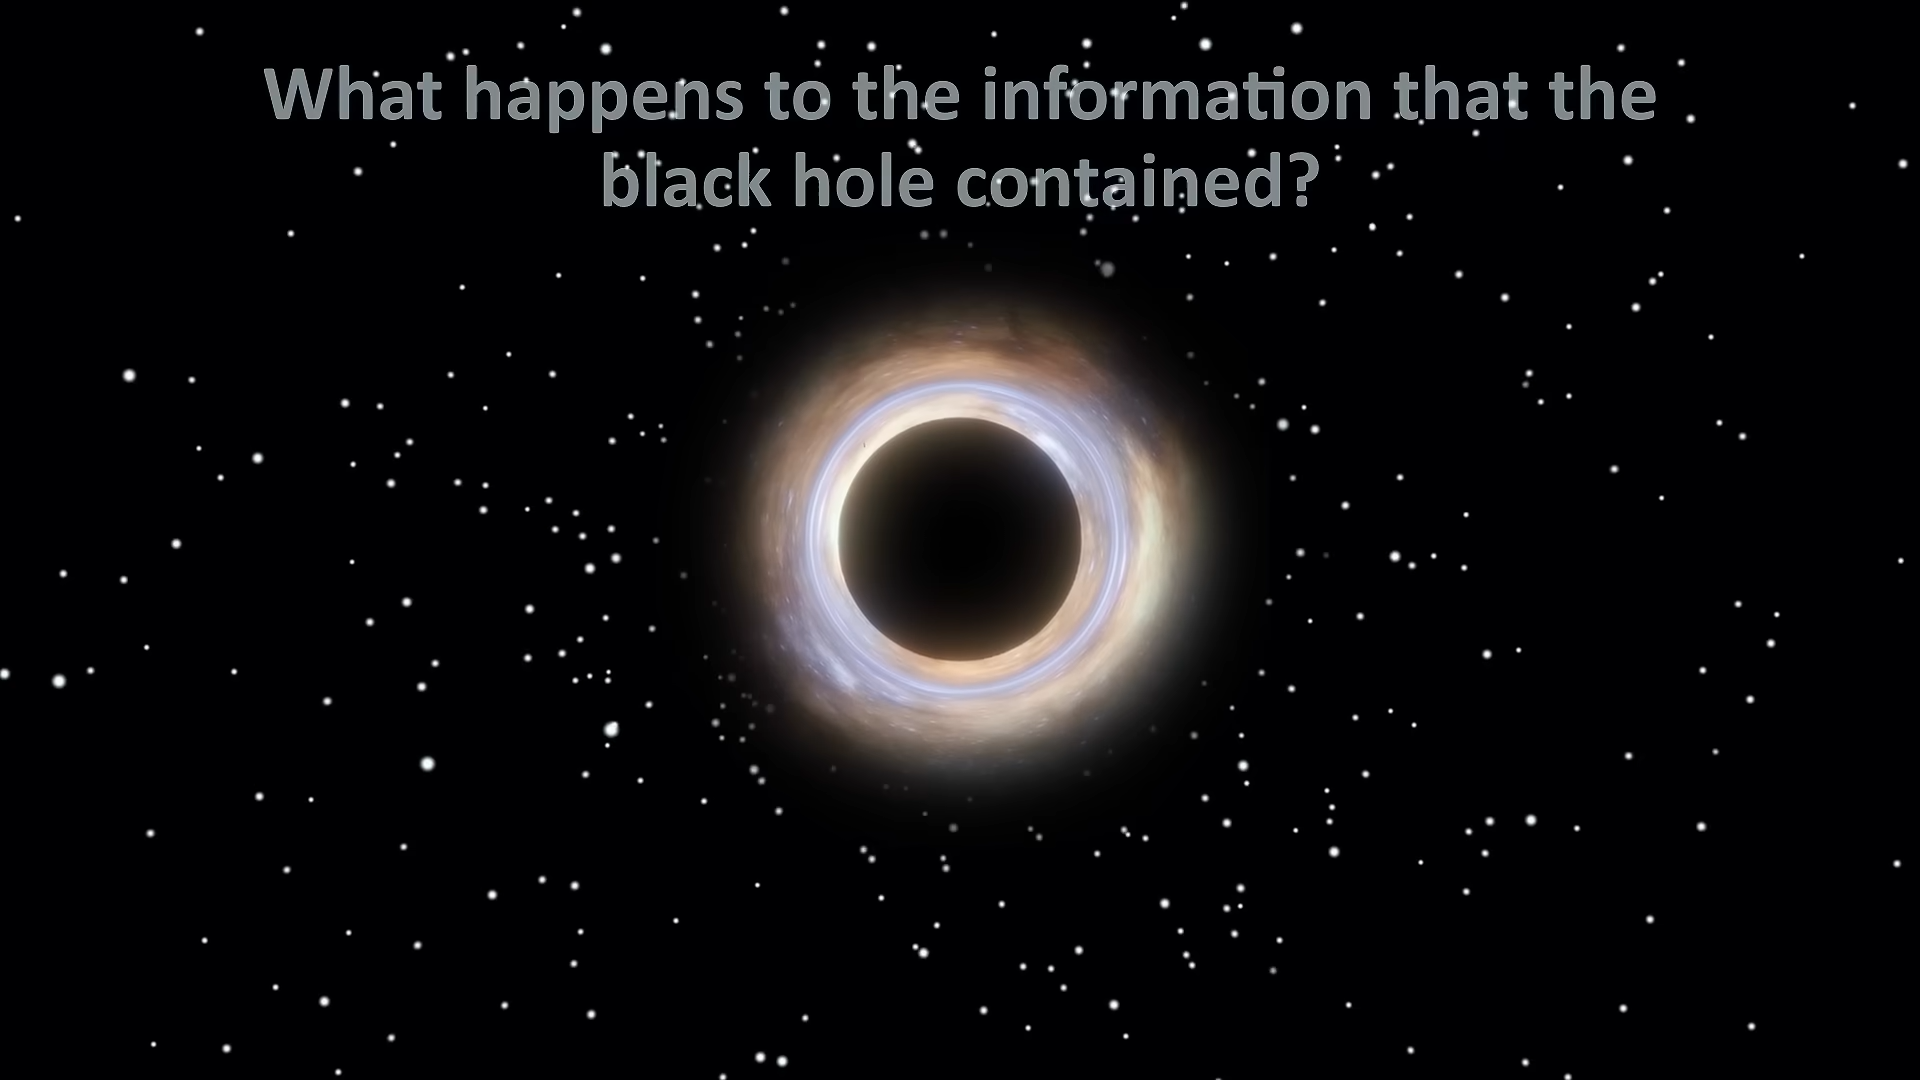 What happens to the information that the
black hole contained?